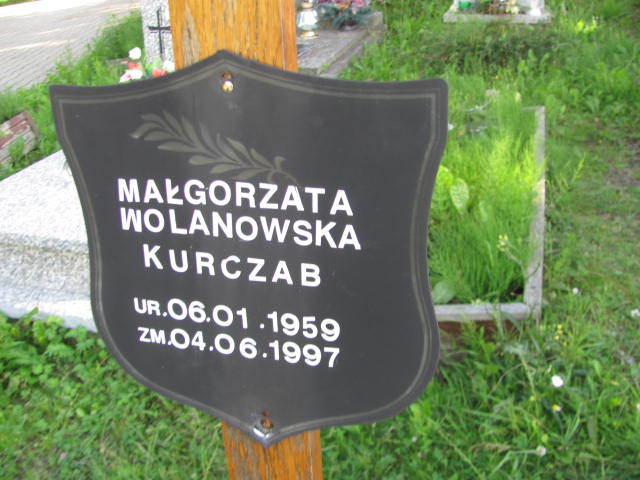 MAŁGORZATA
WOLANOWSKA
KURCZAB
UR.06.01.1959
ZM.04.06.1997